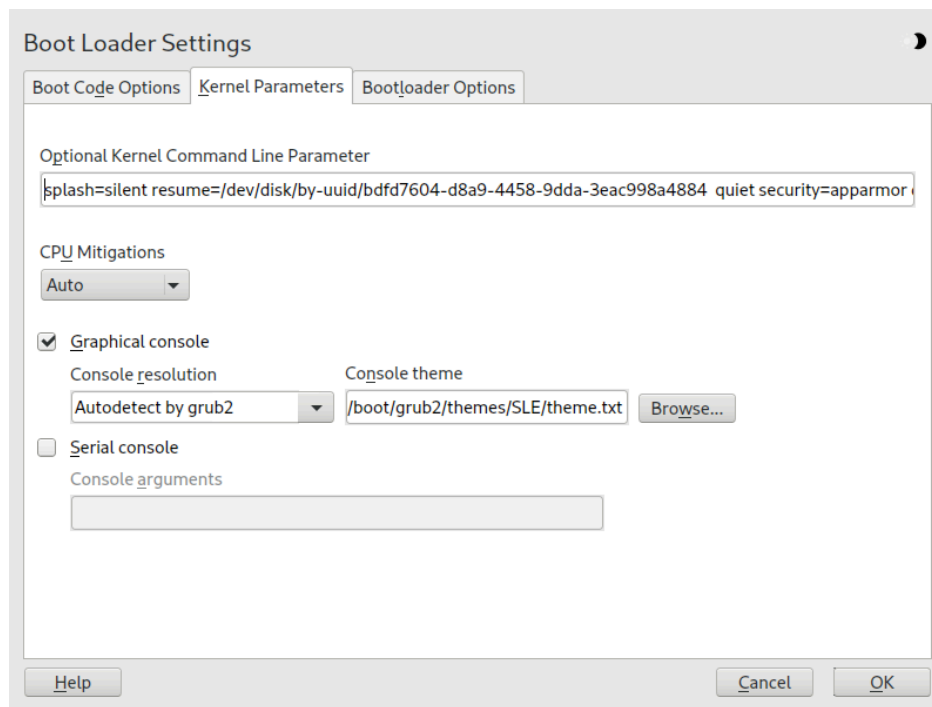 Boot Loader Settings
Boot Code Options Kernel Parameters Bootloader Options
Optional Kernel Command Line Parameter
splash=silent resume=/dev/disk/by-uuid/bdfd7604-d8a9-4458-9dda-3eac998a4884 quiet security=apparmor
CPU Mitigations
Auto
Graphical console
Console resolution Console theme
Autodetect by grub2 /boot/grub2/themes/SLE/theme.txt Browse...
Serial console
Console arguments
Help Cancel OK